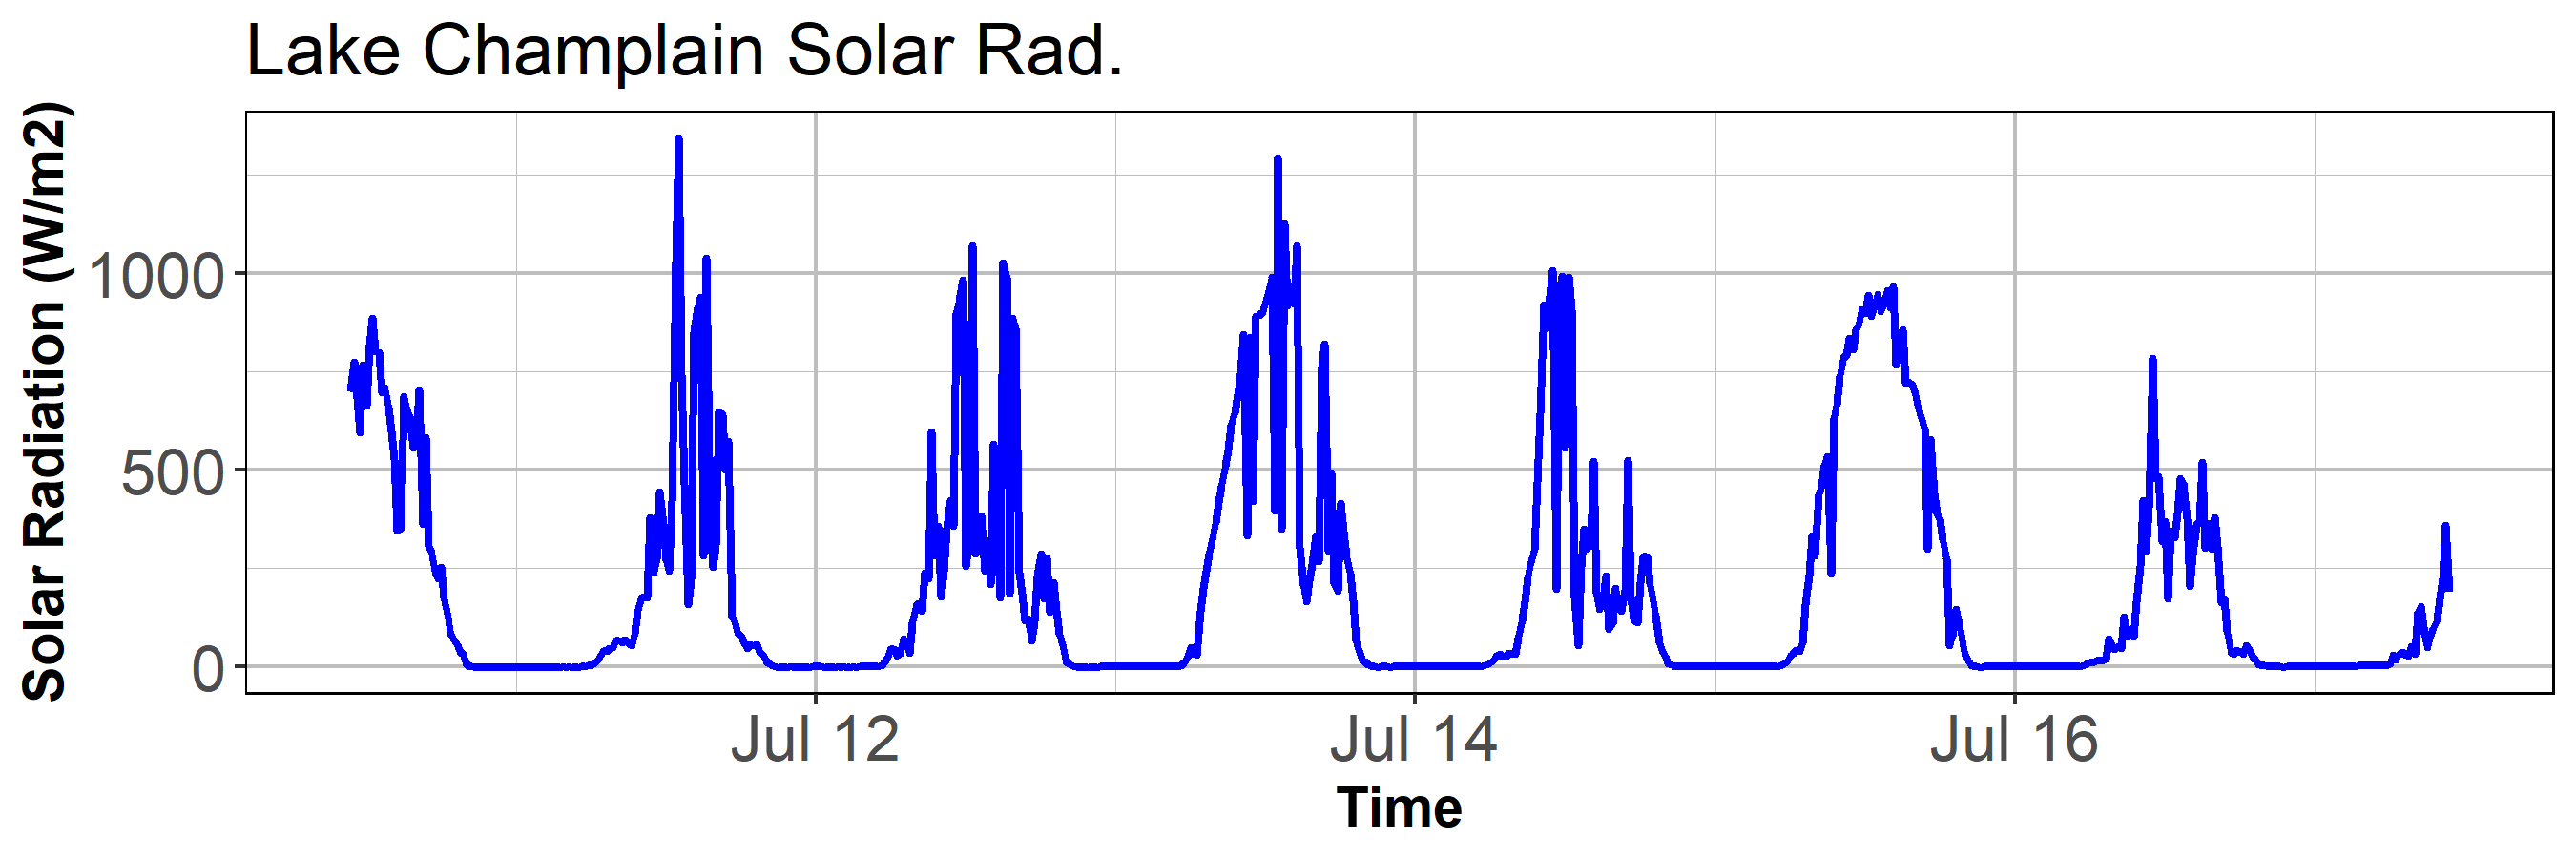 Lake Champlain Solar Rad.
Solar Radiation (W/m2)
1000
500
0
Jul 12
Jul 14
Jul 16
Time